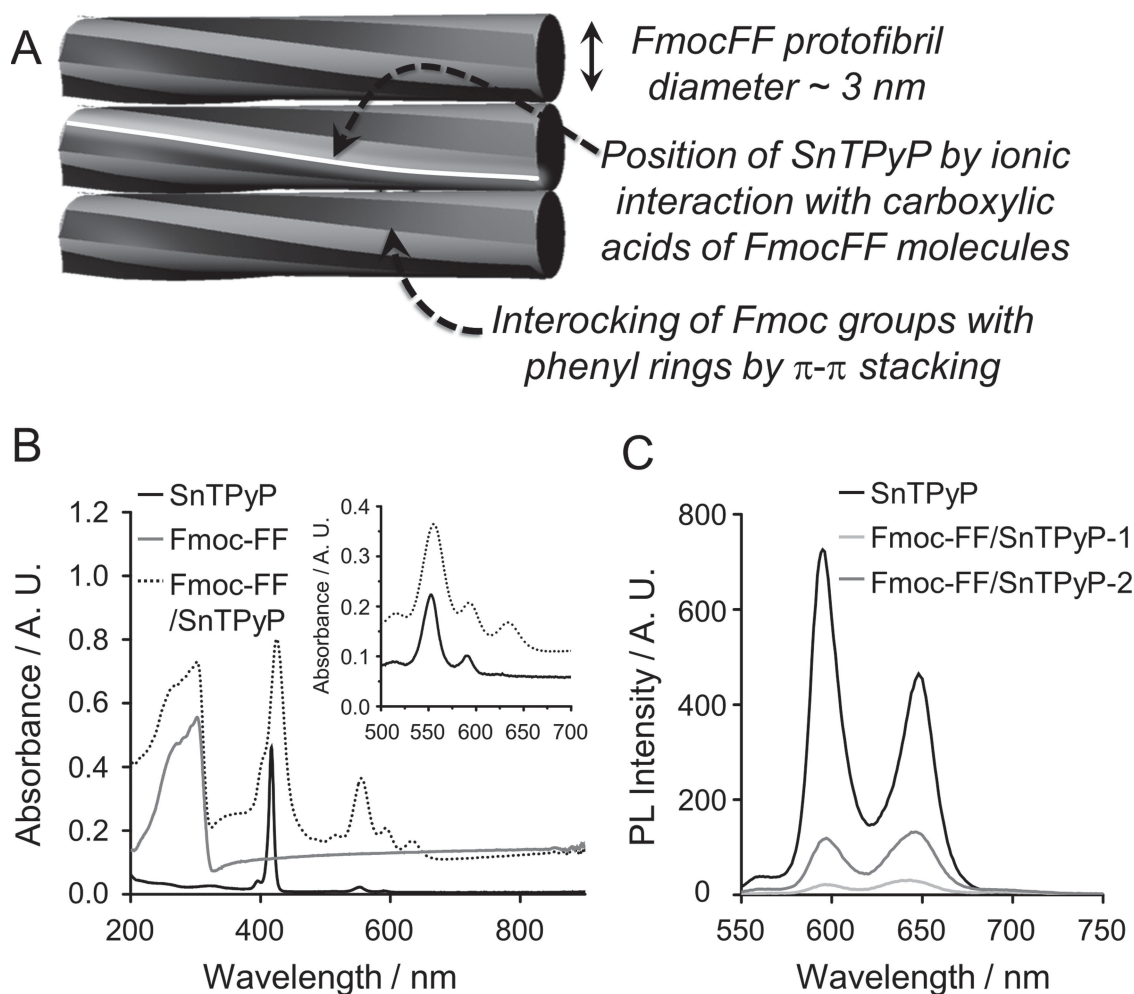 A
FmocFF protofibril
diameter ~ 3 nm
Position of SnTPyP by ionic
interaction with carboxylic
acids of FmocFF molecules
Interocking of Fmoc groups with
phenyl rings by π-π stacking
B
SnTPyP
Fmoc-FF
Fmoc-FF
/SnTPyP
Absorbance / A. U.
1.2
1.0
0.8
0.6
0.4
0.2
0.0
200
400
600
800
Wavelength / nm
Absorbance / A. U.
0.4
0.3
0.2
0.1
0.0
500
550
600
650
700
C
SnTPyP
Fmoc-FF/SnTPyP-1
Fmoc-FF/SnTPyP-2
PL Intensity / A. U.
800
600
400
200
0
550
600
650
700
750
Wavelength / nm